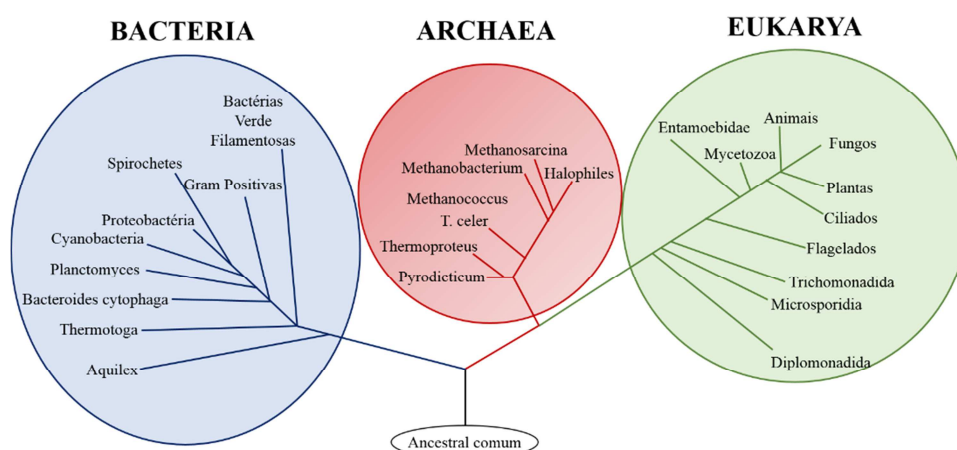 BACTERIA
ARCHAEA
EUKARYA
Bactérias
Verde
Filamentosas
Spirochetes
Gram Positivas
Proteobactéria
Cyanobacteria
Planctomyces
Bacteroides cytophaga
Thermotoga
Aquilex
Methanosarcina
Methanobacterium
Halophiles
Methanococcus
T. celer
Thermoproteus
Pyrodicticum
Entamoebidae
Animais
Mycetozoa
Fungos
Plantas
Ciliados
Flagelados
Trichomonadida
Microsporidia
Diplomonadida
Ancestral comum